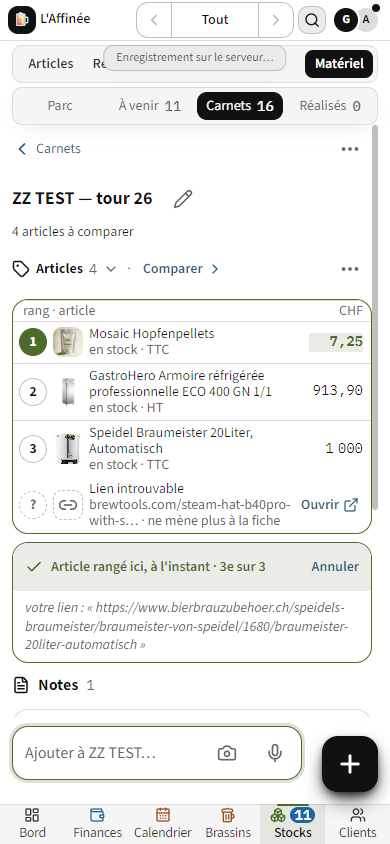 L'Affinée
Tout
G
A
Articles
Enregistrement sur le serveur…
Matériel
Parc
À venir 11
Carnets 16
Réalisés 0
Carnets
ZZ TEST — tour 26
4 articles à comparer
Articles 4 · Comparer
rang · article CHF
1 Mosaic Hopfenpellets 7,25
en stock · TTC
GastroHero Armoire réfrigérée
2 professionnelle ECO 400 GN 1/1 913,90
en stock · HT
Speidel Braumeister 20Liter,
3 Automatisch 1 000
en stock · TTC
Lien introuvable
? brewtools.com/steam-hat-b40pro- Ouvrir
with-s… · ne mène plus à la fiche
Article rangé ici, à l'instant · 3e sur 3 Annuler
votre lien : « https://www.bierbrauzubehoer.ch/speidels-
braumeister/braumeister-von-speidel/1680/braumeister-
20liter-automatisch »
Notes 1
Ajouter à ZZ TEST…
11
Bord Finances Calendrier Brassins Stocks Clients